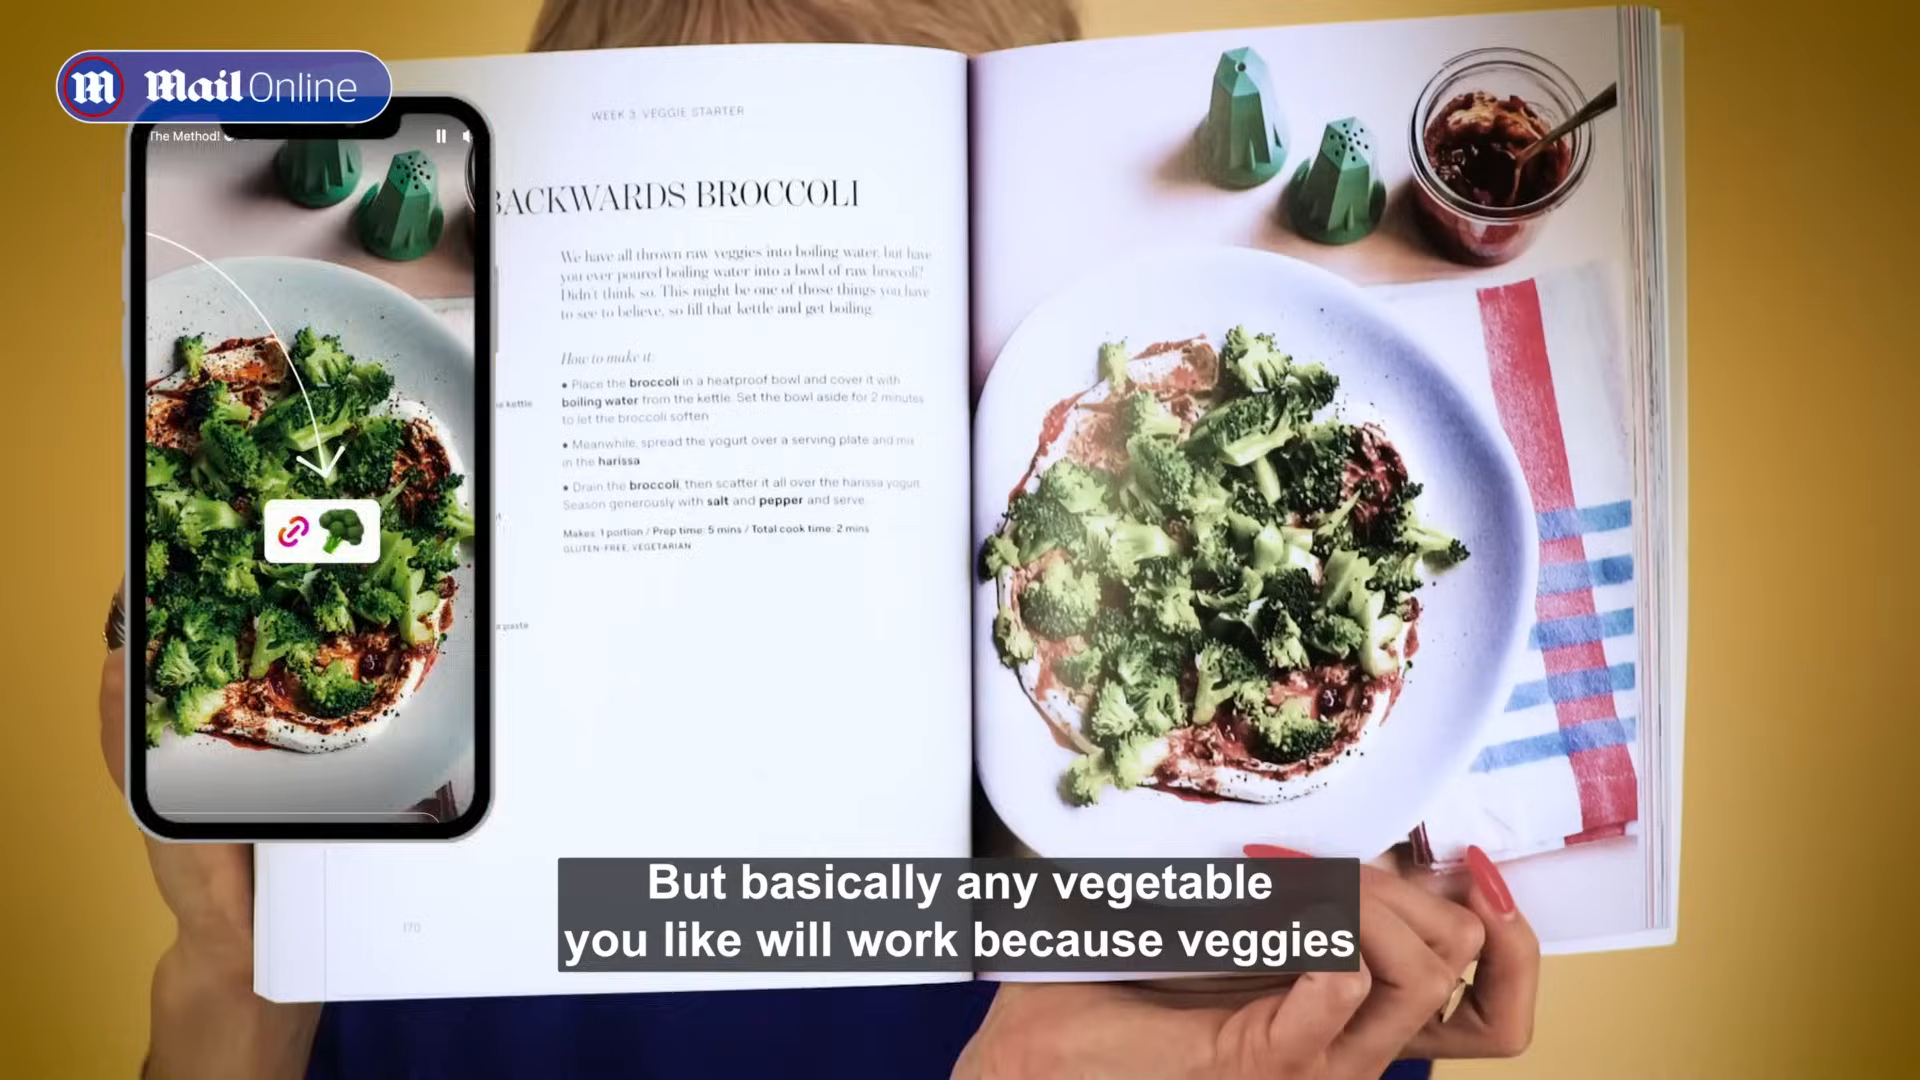 Mail Online
The Method!
WEEK 3 VEGGIE STARTER
BACKWARDS BROCCOLI
We have all thrown raw veggies into boiling water, but have
you ever poured boiling water into a bowl of raw broccoli?
Didn't think so. This might be one of those things you have
to see to believe, so fill that kettle and get boiling.
How to make it:
• Place the broccoli in a heatproof bowl and cover it with
boiling water from the kettle. Set the bowl aside for 2 minutes
to let the broccoli soften
• Meanwhile, spread the yogurt over a serving plate and mix
in the harissa
• Drain the broccoli, then scatter it all over the harissa yogurt.
Season generously with salt and pepper and serve.
Makes: 1 portion / Prep time: 5 mins / Total cook time: 2 mins
GLUTEN-FREE, VEGETARIAN
kettle
paste
170
But basically any vegetable
you like will work because veggies